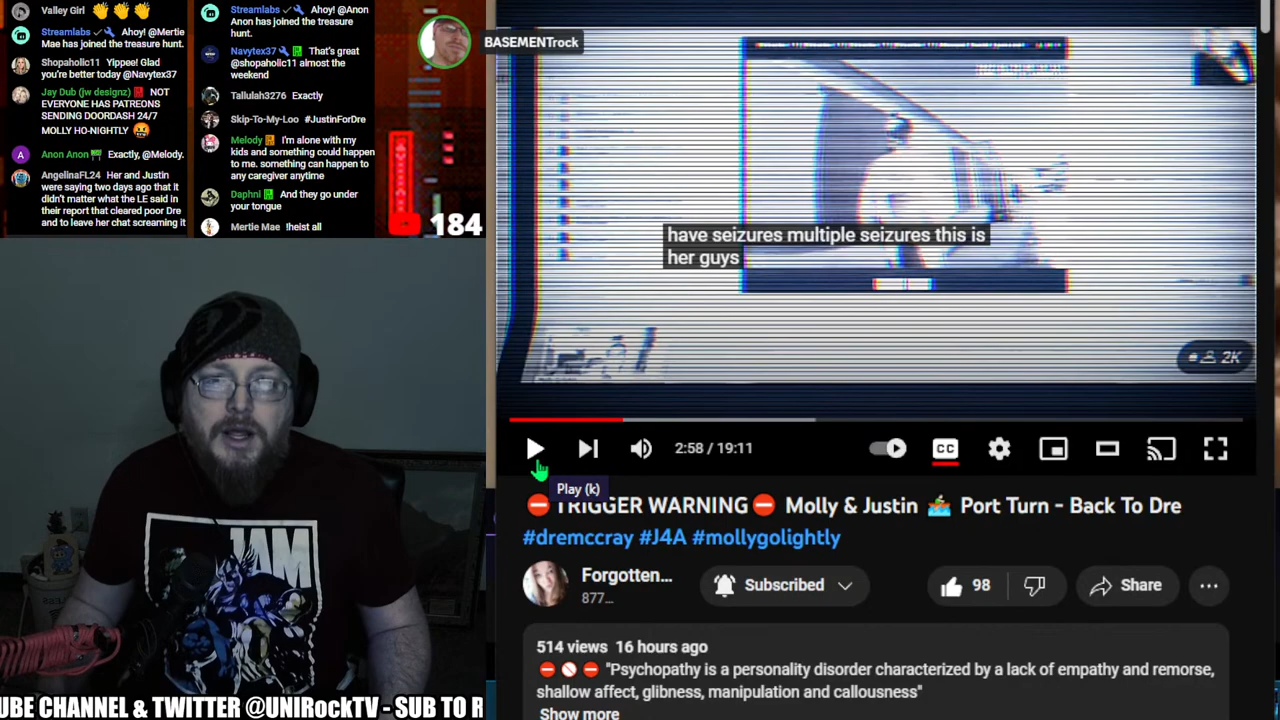 Valley Girl 👏 👏 👏
Streamlabs Ahoy! @Mertie
Mae has joined the treasure
hunt.
Shopaholic11 Yippee! Glad
you're better today @Navytex37
Jay Dub (jw designz) NOT
EVERYONE HAS PATREONS
SENDING DOORDASH 24/7
MOLLY HO-NIGHTLY 🤬
Anon Anon Exactly, @Melody.
AngelinaFL24 Her and Justin
were saying two days ago that it
didn't matter what the LE said in
their report that cleared poor Dre
and to leave her chat screaming it
Streamlabs Ahoy! @Anon
Anon has joined the treasure
hunt.
Navytex37 That's great
@shopaholic11 almost the
weekend
Tallulah3276 Exactly
Skip-To-My-Loo #JustinForDre
Melody I'm alone with my
kids and something could happen
to me. something can happen to
any caregiver anytime
Daphnl And they go under
your tongue
Mertie Mae !heist all
184
BASEMENTrock
have seizures multiple seizures this is
her guys
2K
2:58 / 19:11
CC
Play (k)
⛔ TRIGGER WARNING ⛔ Molly & Justin 🚣 Port Turn - Back To Dre
#dremccray #J4A #mollygolightly
Forgotten...
877...
Subscribed
98
Share
514 views 16 hours ago
⛔ 🚫 ⛔ "Psychopathy is a personality disorder characterized by a lack of empathy and remorse,
shallow affect, glibness, manipulation and callousness"
Show more
JAM
UBE CHANNEL & TWITTER @UNIRockTV - SUB TO R